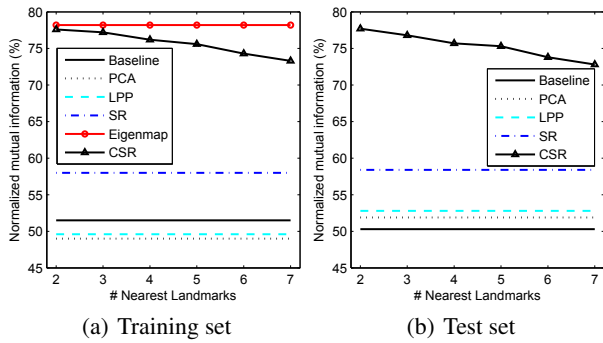 80
75
70
65
60
55
50
45
Normalized mutual information (%)
Baseline
PCA
LPP
SR
Eigenmap
CSR
2 3 4 5 6 7
# Nearest Landmarks
(a) Training set
80
75
70
65
60
55
50
45
Normalized mutual information (%)
Baseline
PCA
LPP
SR
CSR
2 3 4 5 6 7
# Nearest Landmarks
(b) Test set